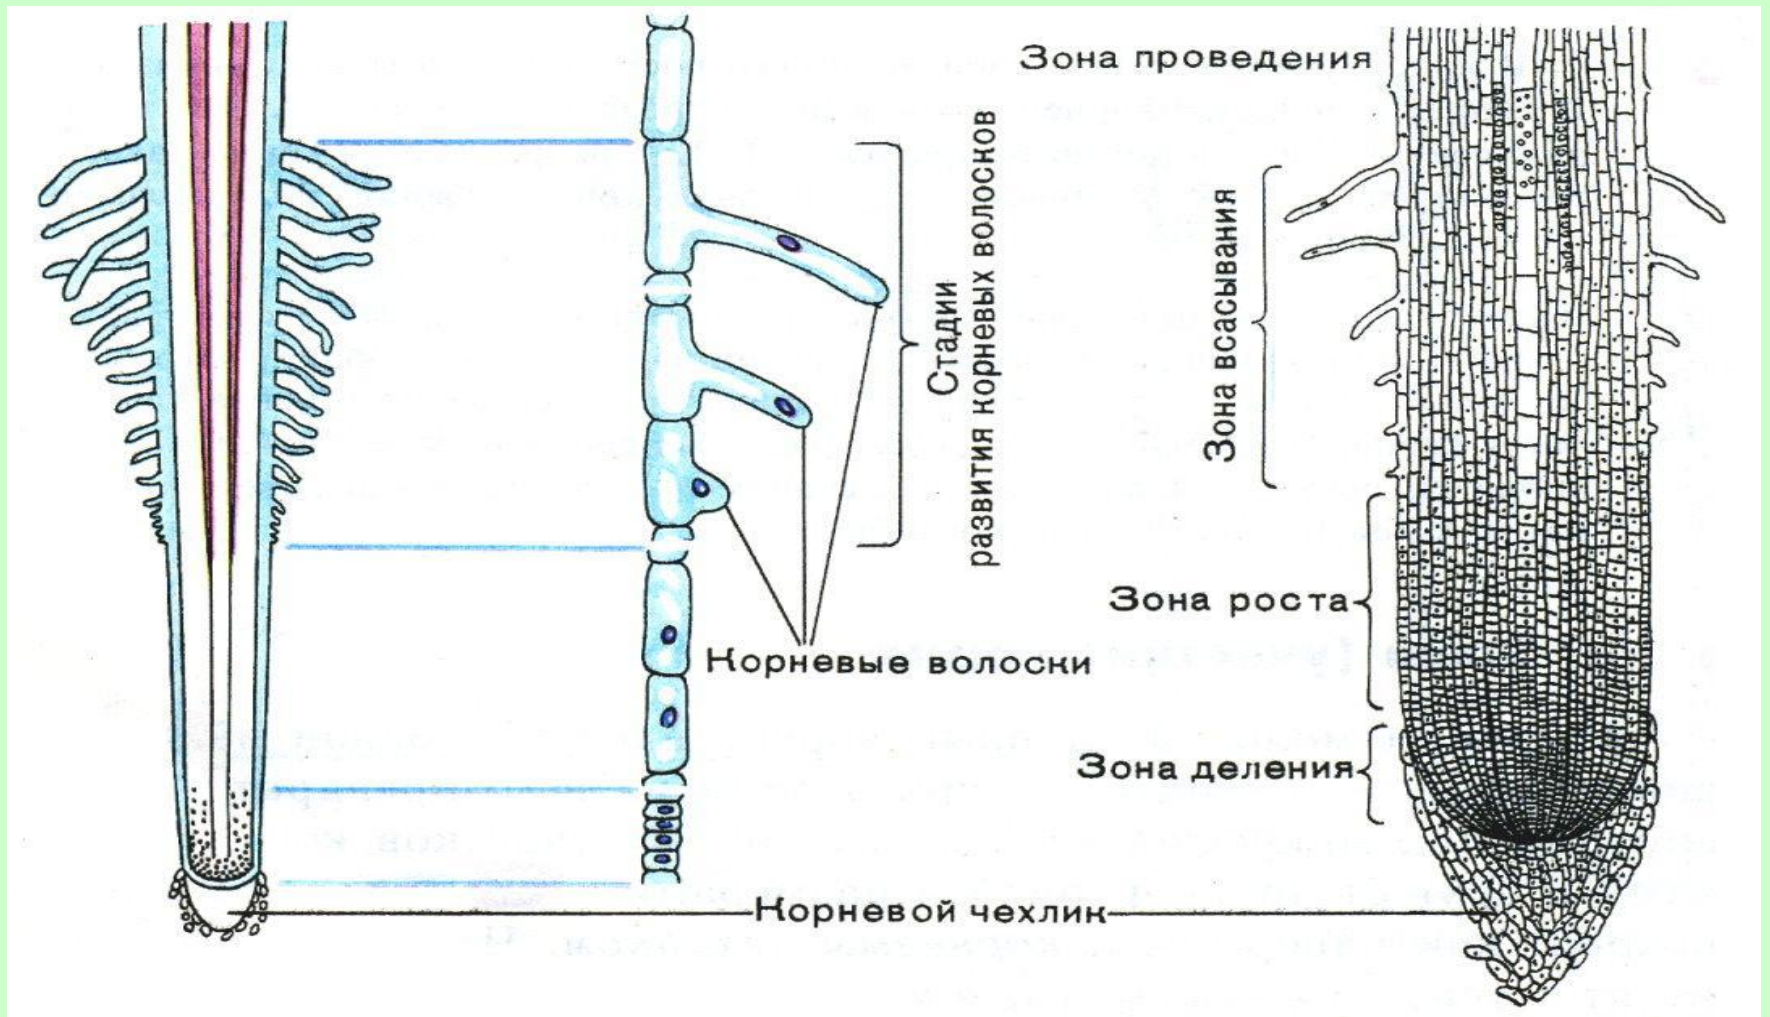 Зона проведения
Стадии
развития корневых волосков
Зона всасывания
Зона роста
Корневые волоски
Зона деления
Корневой чехлик